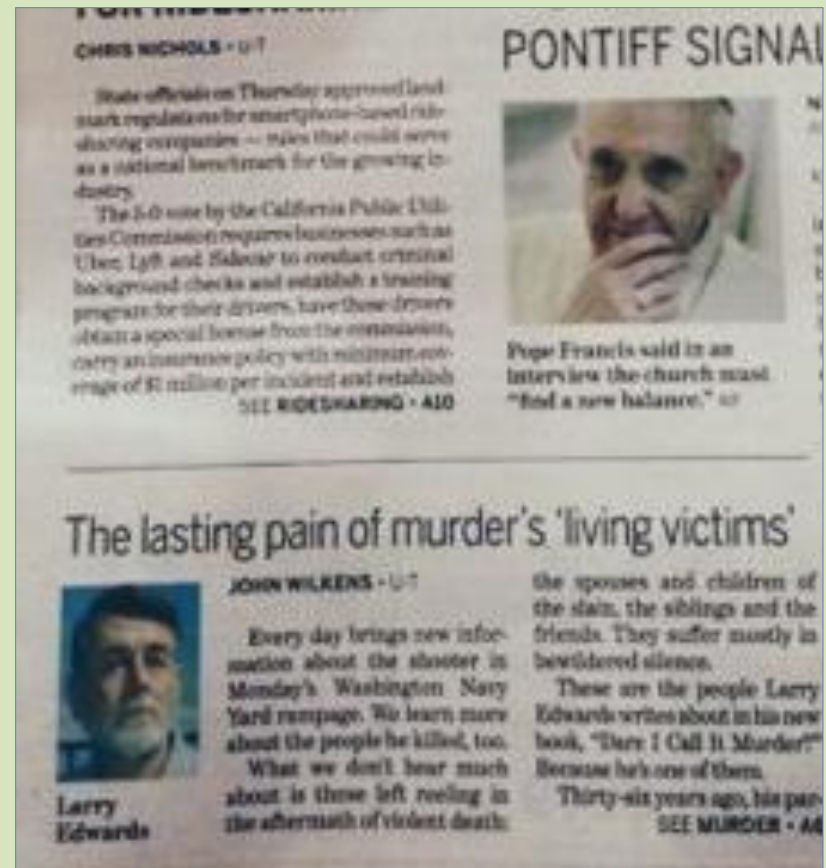 CHRIS NICHOLS • U-T
State officials on Thursday approved land-
mark regulations for smartphone-based ride-
sharing companies — rules that could serve
as a national benchmark for the growing in-
dustry.
The 5-0 vote by the California Public Utili-
ties Commission requires businesses such as
Uber, Lyft and Sidecar to conduct criminal
background checks and establish a training
program for their drivers, have those drivers
obtain a special license from the commission,
carry an insurance policy with minimum cov-
erage of $1 million per incident and establish
SEE RIDESHARING • A10
PONTIFF SIGNAL
Pope Francis said in an
interview the church must
"find a new balance." AP
The lasting pain of murder's 'living victims'
Larry
Edwards
JOHN WILKENS • U-T
Every day brings new infor-
mation about the shooter in
Monday's Washington Navy
Yard rampage. We learn more
about the people he killed, too.
What we don't hear much
about is those left reeling in
the aftermath of violent death:
the spouses and children of
the slain, the siblings and the
friends. They suffer mostly in
bewildered silence.
These are the people Larry
Edwards writes about in his new
book, "Dare I Call It Murder?"
Because he's one of them.
Thirty-six years ago, his par-
SEE MURDER • A6